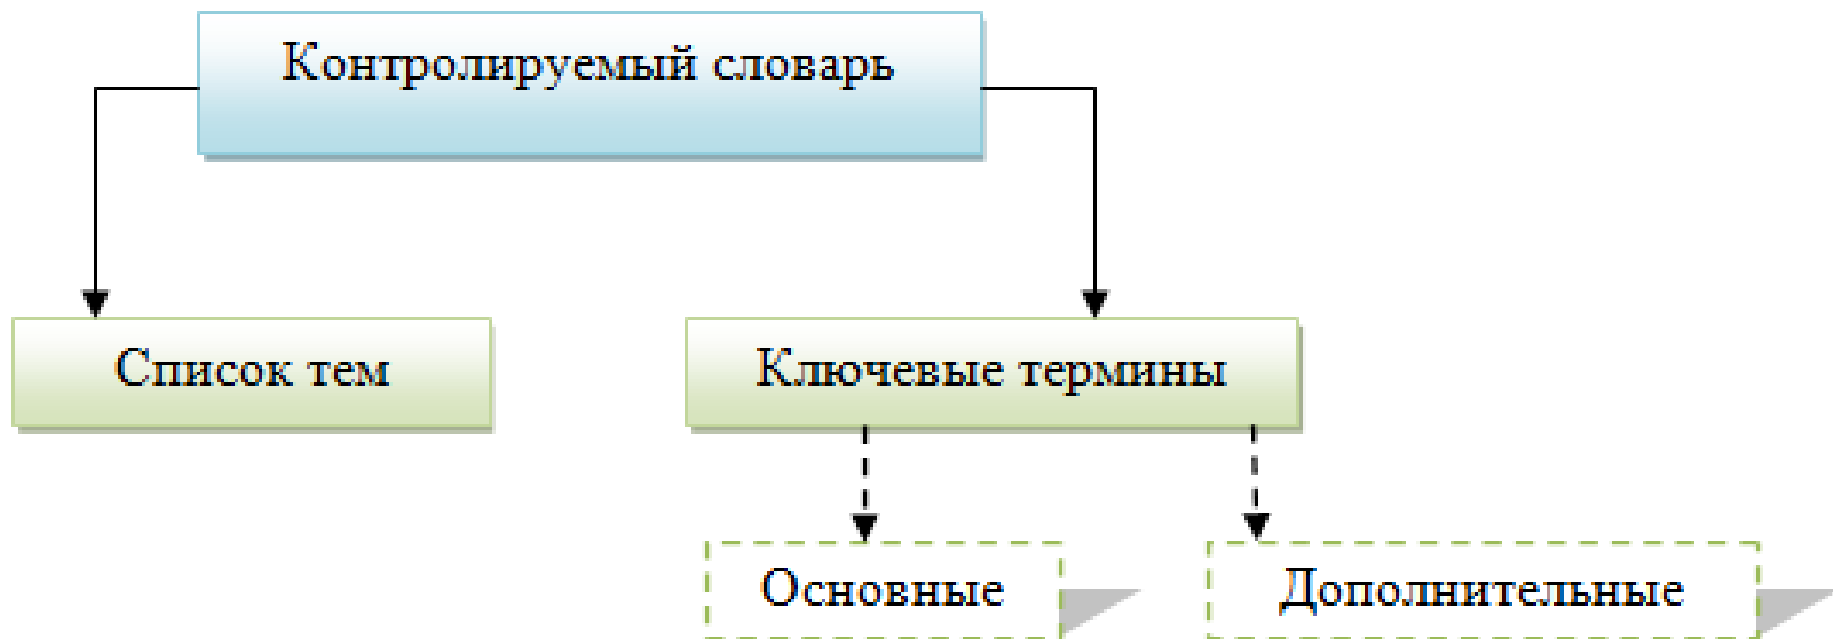 Контролируемый словарь
Список тем
Ключевые термины
Основные
Дополнительные